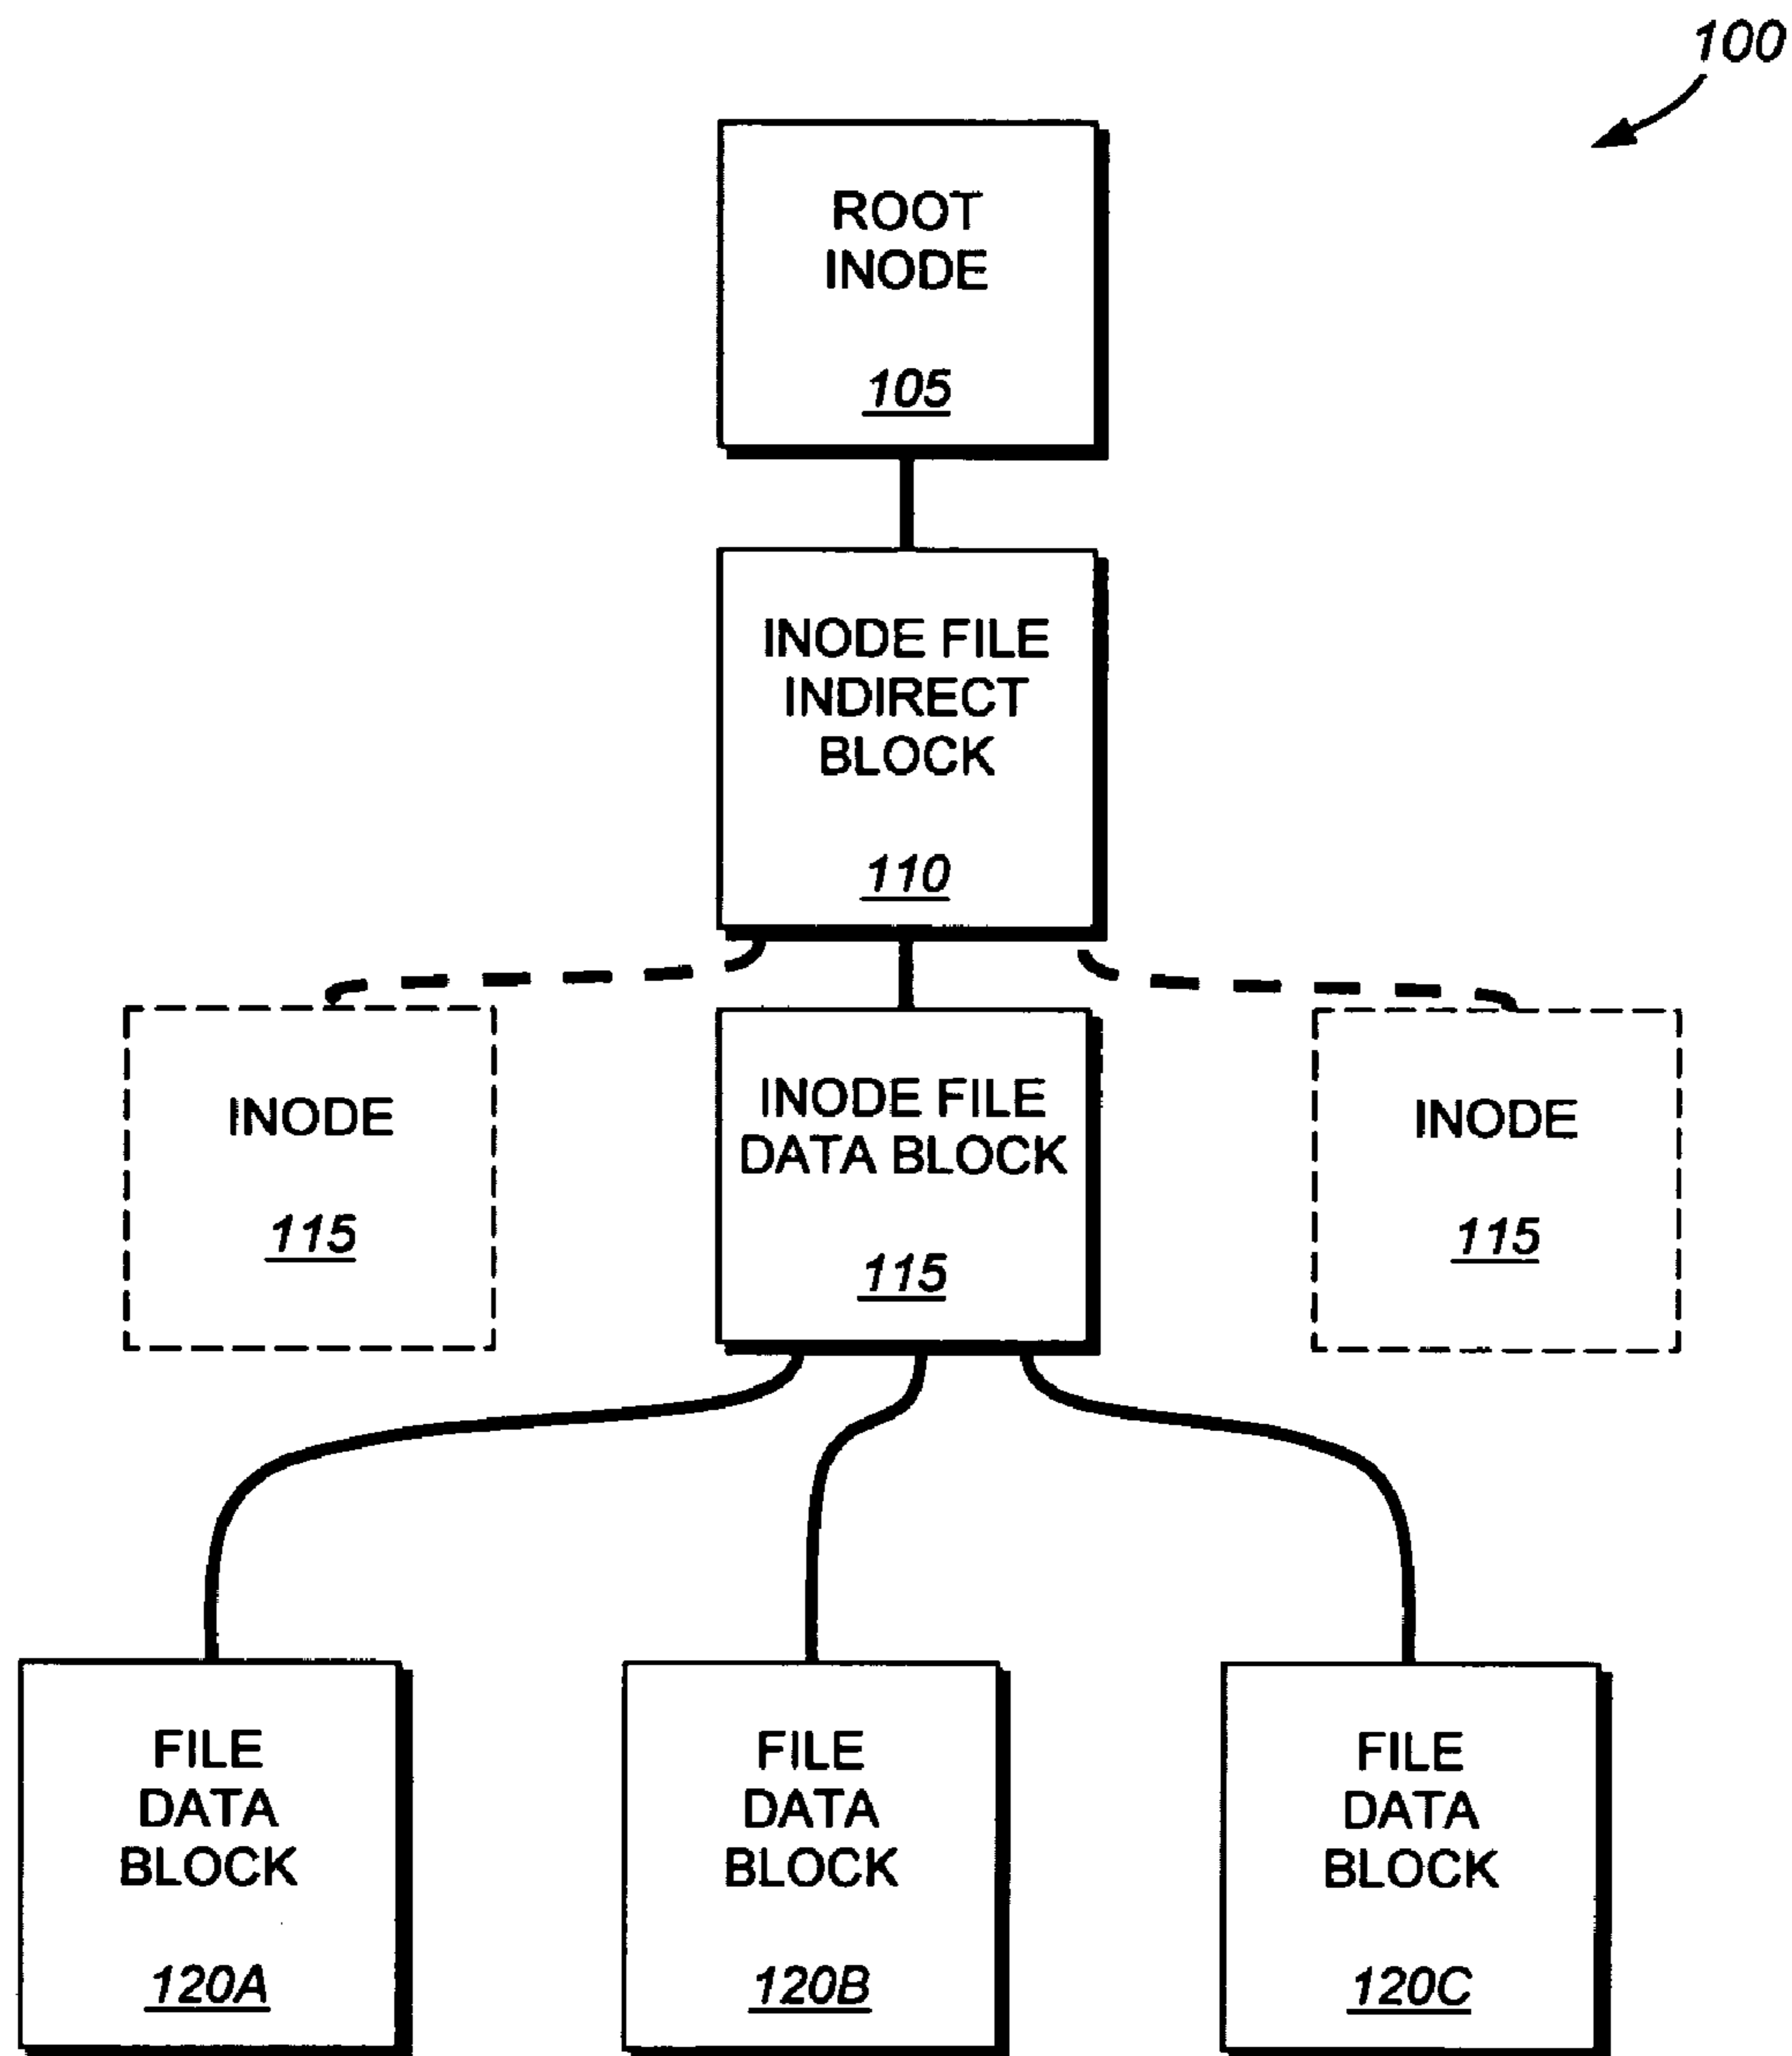 100
ROOT
INODE
105
INODE FILE
INDIRECT
BLOCK
110
INODE
115
INODE FILE
DATA BLOCK
115
INODE
115
FILE
DATA
BLOCK
120A
FILE
DATA
BLOCK
120B
FILE
DATA
BLOCK
120C